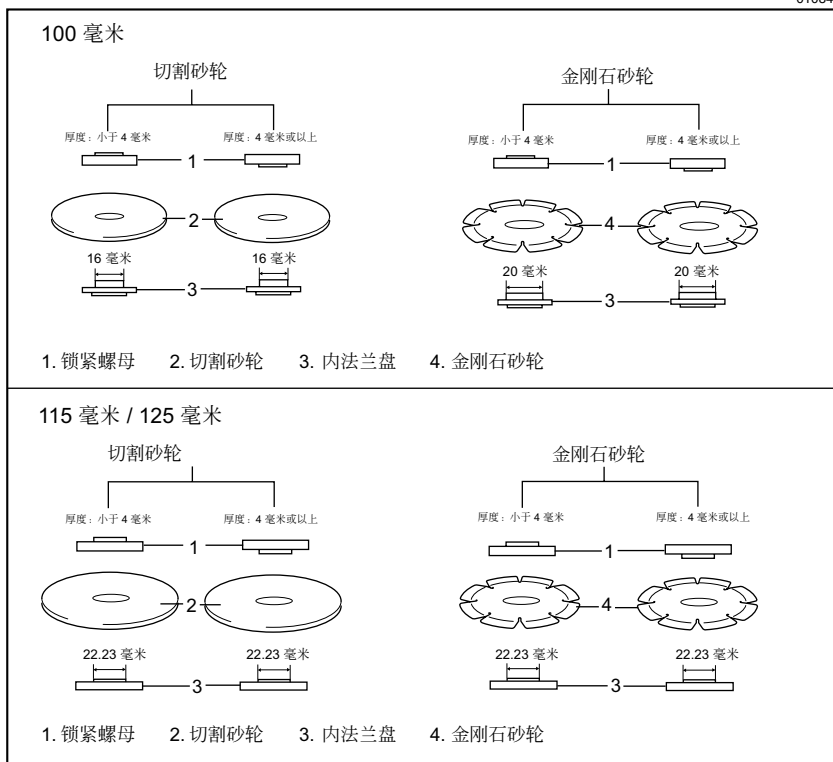 100 毫米
切割砂轮 金刚石砂轮
厚度：小于 4 毫米 厚度：4 毫米或以上 厚度：小于 4 毫米 厚度：4 毫米或以上
1 1
2 4
16 毫米 16 毫米 20 毫米 20 毫米
3 3
1. 锁紧螺母 2. 切割砂轮 3. 内法兰盘 4. 金刚石砂轮
115 毫米 / 125 毫米
切割砂轮 金刚石砂轮
厚度：小于 4 毫米 厚度：4 毫米或以上 厚度：小于 4 毫米 厚度：4 毫米或以上
1 1
2 4
22.23 毫米 22.23 毫米 22.23 毫米 22.23 毫米
3 3
1. 锁紧螺母 2. 切割砂轮 3. 内法兰盘 4. 金刚石砂轮